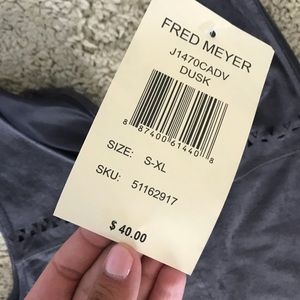 FRED MEYER
J1470CADV
DUSK
8 87400 61440 8
SIZE: S-XL
SKU: 51162917
$ 40.00